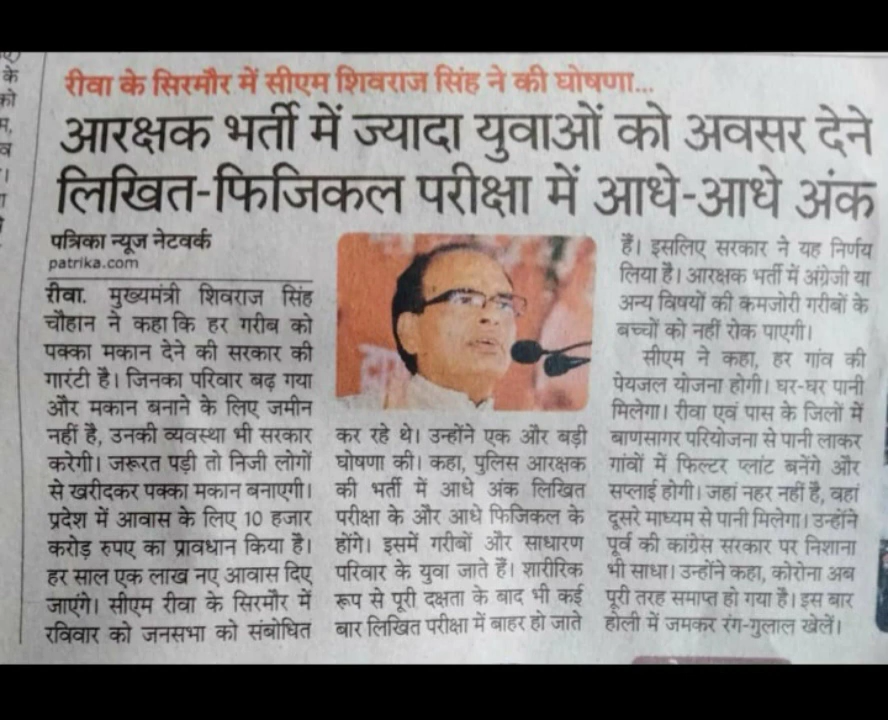 रीवा के सिरमौर में सीएम शिवराज सिंह ने की घोषणा...
आरक्षक भर्ती में ज्यादा युवाओं को अवसर देने
लिखित-फिजिकल परीक्षा में आधे-आधे अंक
पत्रिका न्यूज नेटवर्क
patrika.com
रीवा. मुख्यमंत्री शिवराज सिंह
चौहान ने कहा कि हर गरीब को
पक्का मकान देने की सरकार की
गारंटी है। जिनका परिवार बढ़ गया
और मकान बनाने के लिए जमीन
नहीं है, उनकी व्यवस्था भी सरकार
करेगी। जरूरत पड़ी तो निजी लोगों
से खरीदकर पक्का मकान बनाएगी।
प्रदेश में आवास के लिए 10 हजार
करोड़ रुपए का प्रावधान किया है।
हर साल एक लाख नए आवास दिए
जाएंगे। सीएम रीवा के सिरमौर में
रविवार को जनसभा को संबोधित
कर रहे थे। उन्होंने एक और बड़ी
घोषणा की। कहा, पुलिस आरक्षक
की भर्ती में आधे अंक लिखित
परीक्षा के और आधे फिजिकल के
होंगे। इसमें गरीबों और साधारण
परिवार के युवा जाते हैं। शारीरिक
रूप से पूरी दक्षता के बाद भी कई
बार लिखित परीक्षा में बाहर हो जाते
हैं। इसलिए सरकार ने यह निर्णय
लिया है। आरक्षक भर्ती में अंग्रेजी या
अन्य विषयों की कमजोरी गरीबों के
बच्चों को नहीं रोक पाएगी।
सीएम ने कहा, हर गांव की
पेयजल योजना होगी। घर-घर पानी
मिलेगा। रीवा एवं पास के जिलों में
बाणसागर परियोजना से पानी लाकर
गांवों में फिल्टर प्लांट बनेंगे और
सप्लाई होगी। जहां नहर नहीं है, वहां
दूसरे माध्यम से पानी मिलेगा। उन्होंने
पूर्व की कांग्रेस सरकार पर निशाना
भी साधा। उन्होंने कहा, कोरोना अब
पूरी तरह समाप्त हो गया है। इस बार
होली में जमकर रंग-गुलाल खेलें।